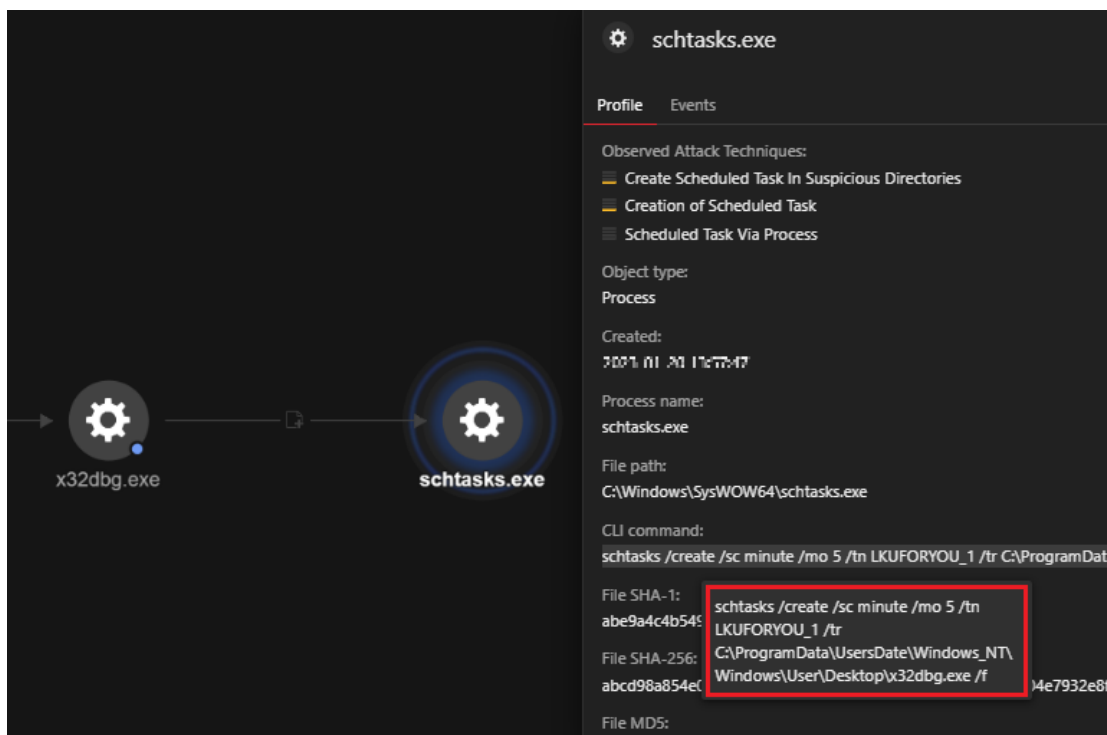 schtasks.exe
Profile Events
Observed Attack Techniques:
Create Scheduled Task In Suspicious Directories
Creation of Scheduled Task
Scheduled Task Via Process
Object type:
Process
Created:
Process name:
schtasks.exe
File path:
C:\Windows\SysWOW64\schtasks.exe
CLI command:
schtasks /create /sc minute /mo 5 /tn LKUFORYOU_1 /tr C:\ProgramDat
File SHA-1:
abe9a4c4b549
schtasks /create /sc minute /mo 5 /tn
LKUFORYOU_1 /tr
C:\ProgramData\UsersDate\Windows_NT\
Windows\User\Desktop\x32dbg.exe /f
File SHA-256:
abcd98a854e 4e7932e8
File MD5:
x32dbg.exe
schtasks.exe